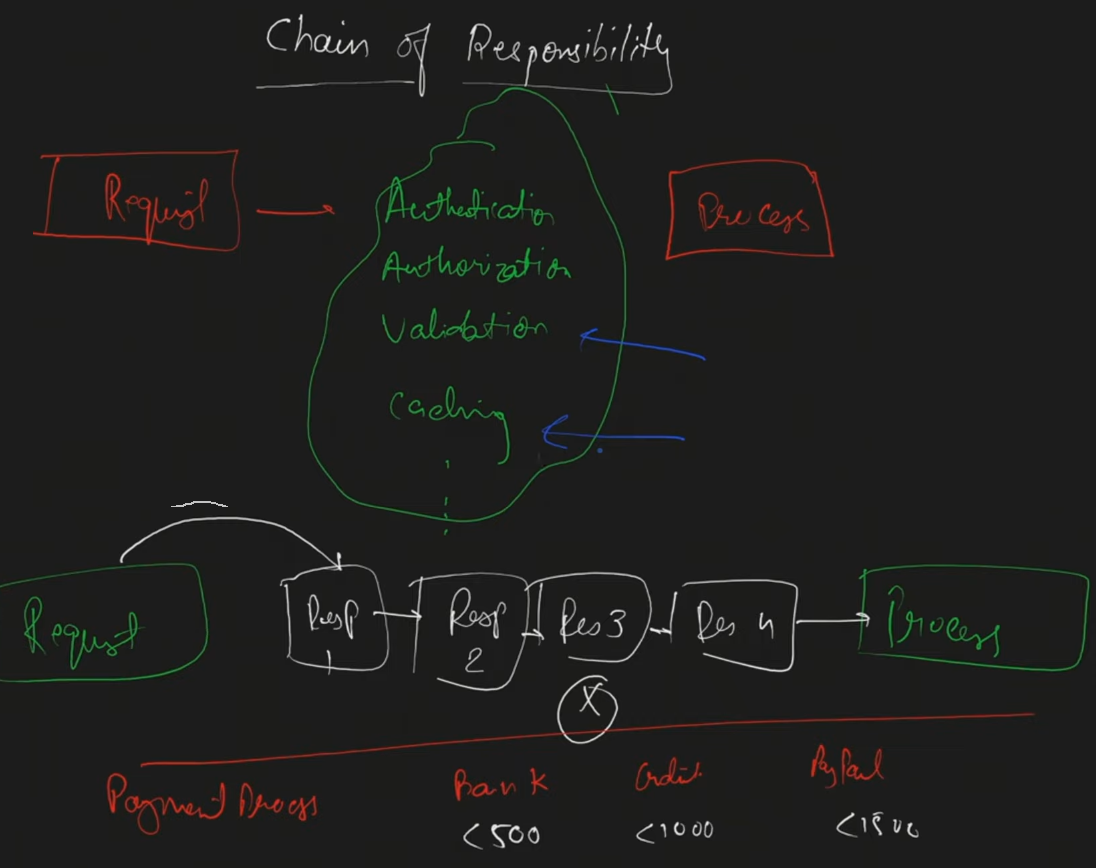 Chain of Responsibility
Request
Authentication
Process
Authorization
Validation
Caching
Request
Resp 1
Resp 2
Res 3
Res 4
Process
X
Payment Process
Bank
Credit
PayPal
<500
<1000
<1500